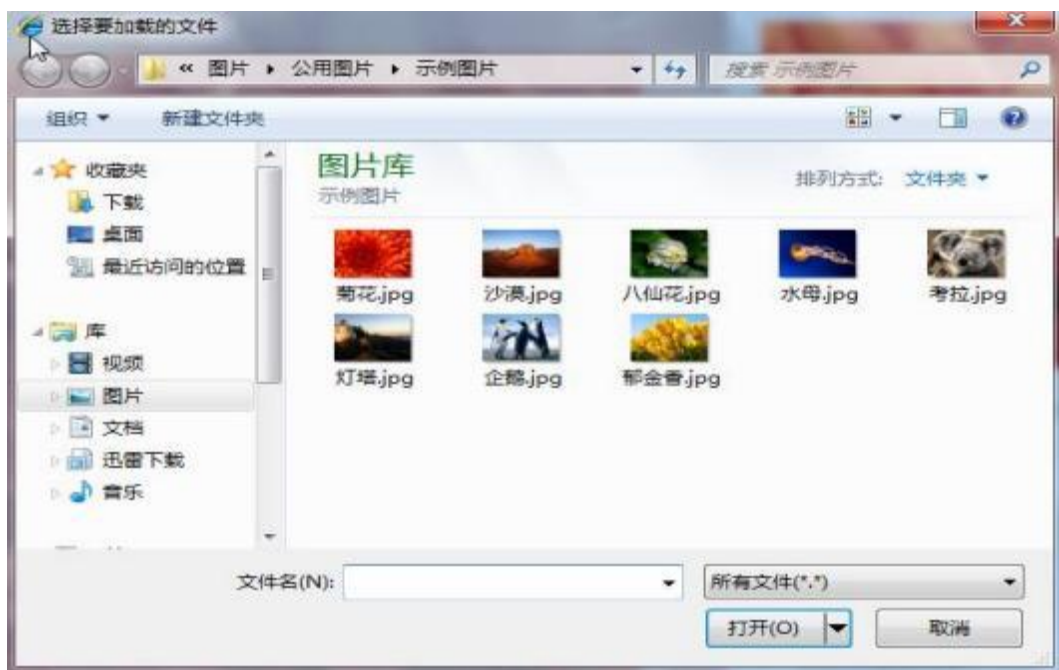 选择要加载的文件
« 图片 ▸ 公用图片 ▸ 示例图片
搜索 示例图片
组织 新建文件夹
收藏夹
下载
桌面
最近访问的位置
库
视频
图片
文档
迅雷下载
音乐
图片库
示例图片
排列方式: 文件夹
菊花.jpg 沙漠.jpg 八仙花.jpg 水母.jpg 考拉.jpg
灯塔.jpg 企鹅.jpg 郁金香.jpg
文件名(N):
所有文件(*.*)
打开(O) 取消